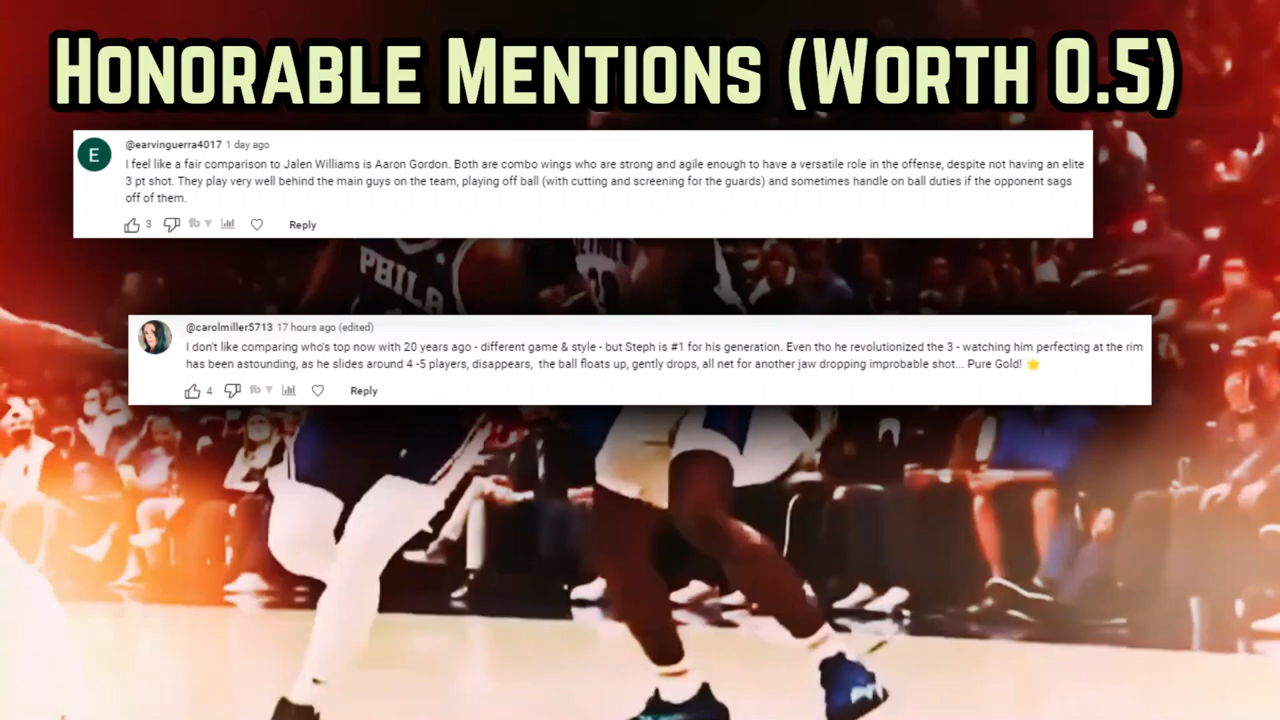 Honorable Mentions (Worth 0.5)
E
@earvinguerra4017 1 day ago
I feel like a fair comparison to Jalen Williams is Aaron Gordon. Both are combo wings who are strong and agile enough to have a versatile role in the offense, despite not having an elite
3 pt shot. They play very well behind the main guys on the team, playing off ball (with cutting and screening for the guards) and sometimes handle on ball duties if the opponent sags
off of them.
3 Reply
PHILA
@carolmiller5713 17 hours ago (edited)
I don't like comparing who's top now with 20 years ago - different game & style - but Steph is #1 for his generation. Even tho he revolutionized the 3 - watching him perfecting at the rim
has been astounding, as he slides around 4 -5 players, disappears, the ball floats up, gently drops, all net for another jaw dropping improbable shot... Pure Gold! 🌟
4 Reply